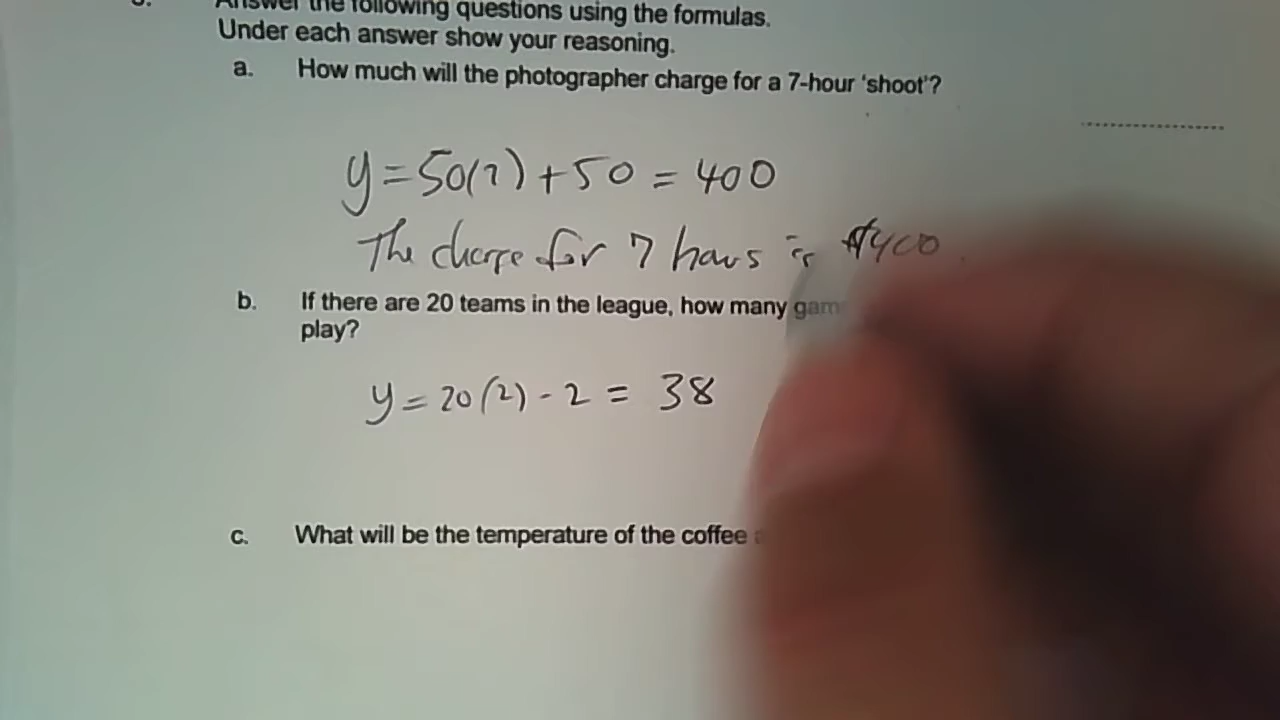 Answer the following questions using the formulas.
Under each answer show your reasoning.
a. How much will the photographer charge for a 7-hour 'shoot'?
y = 50(7) + 50 = 400
The charge for 7 hours is $400
b. If there are 20 teams in the league, how many
play?
y = 20(2) - 2 = 38
c. What will be the temperature of the coffee